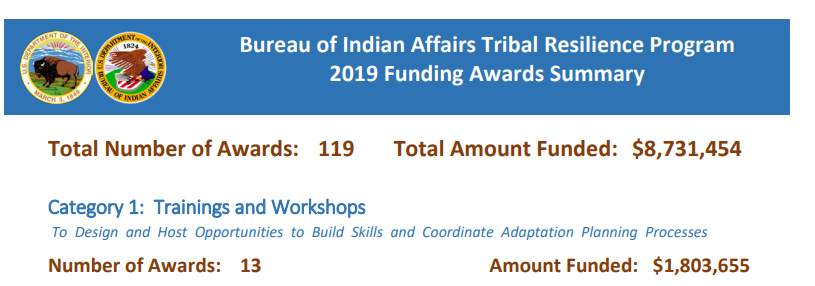 U.S. DEPARTMENT OF THE INTERIOR
MARCH 3, 1849
U.S. DEPARTMENT OF THE INTERIOR
1824
BUREAU OF INDIAN AFFAIRS
Bureau of Indian Affairs Tribal Resilience Program
2019 Funding Awards Summary
Total Number of Awards: 119 Total Amount Funded: $8,731,454
Category 1: Trainings and Workshops
To Design and Host Opportunities to Build Skills and Coordinate Adaptation Planning Processes
Number of Awards: 13 Amount Funded: $1,803,655